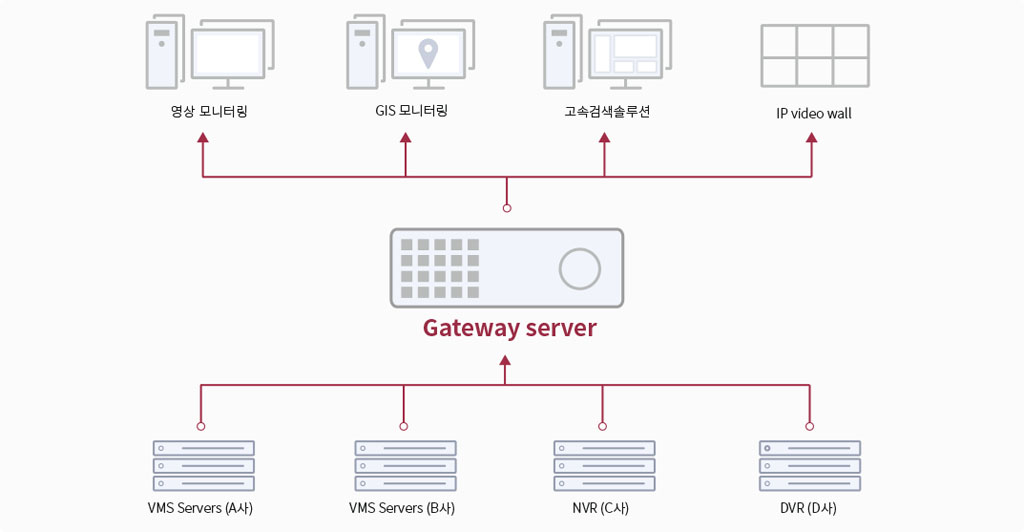 영상 모니터링
GIS 모니터링
고속검색솔루션
IP video wall
Gateway server
VMS Servers (A사)
VMS Servers (B사)
NVR (C사)
DVR (D사)